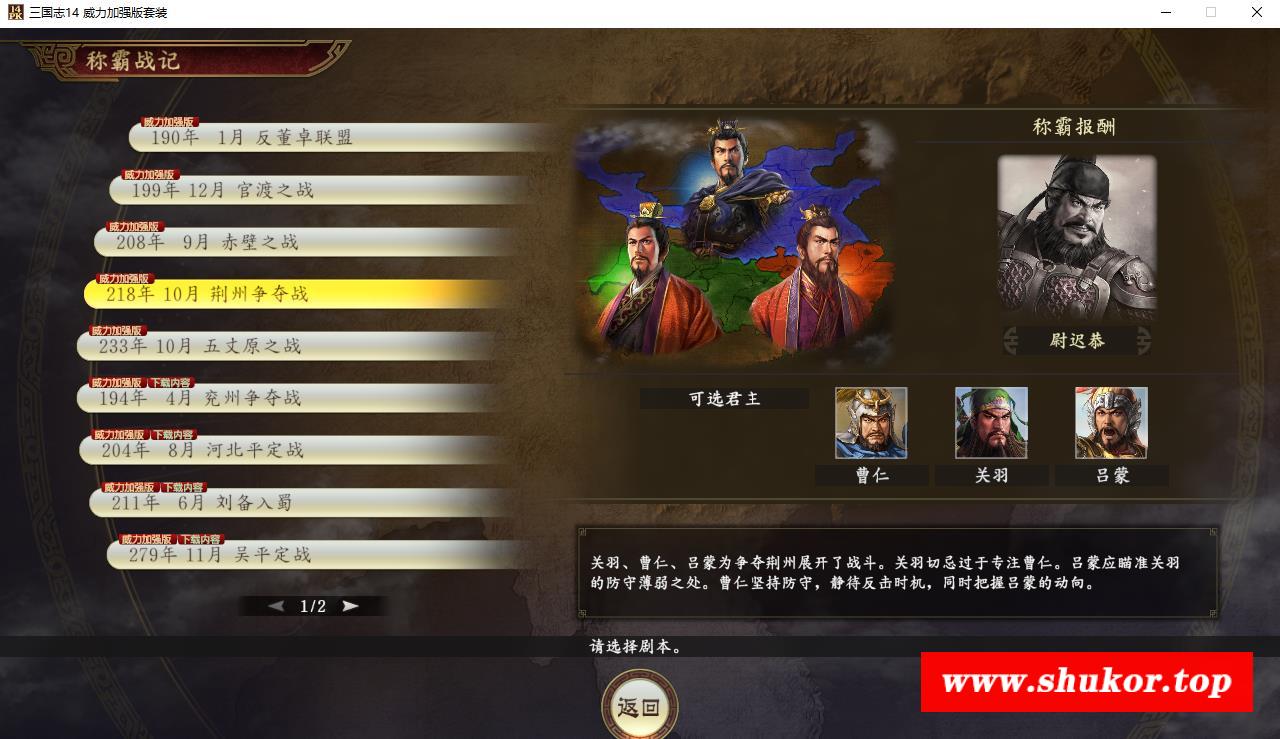 三国志14 威力加强版套装
称霸战记
威力加强版
190年 1月 反董卓联盟
威力加强版
199年 12月 官渡之战
威力加强版
208年 9月 赤壁之战
威力加强版
218年 10月 荆州争夺战
威力加强版
233年 10月 五丈原之战
威力加强版 下载内容
194年 4月 兖州争夺战
威力加强版 下载内容
204年 8月 河北平定战
威力加强版 下载内容
211年 6月 刘备入蜀
威力加强版 下载内容
279年 11月 吴平定战
1/2
称霸报酬
尉迟恭
可选君主
曹仁 关羽 吕蒙
关羽、曹仁、吕蒙为争夺荆州展开了战斗。关羽切忌过于专注曹仁。吕蒙应瞄准关羽
的防守薄弱之处。曹仁坚持防守，静待反击时机，同时把握吕蒙的动向。
请选择剧本。
返回
www.shukor.top